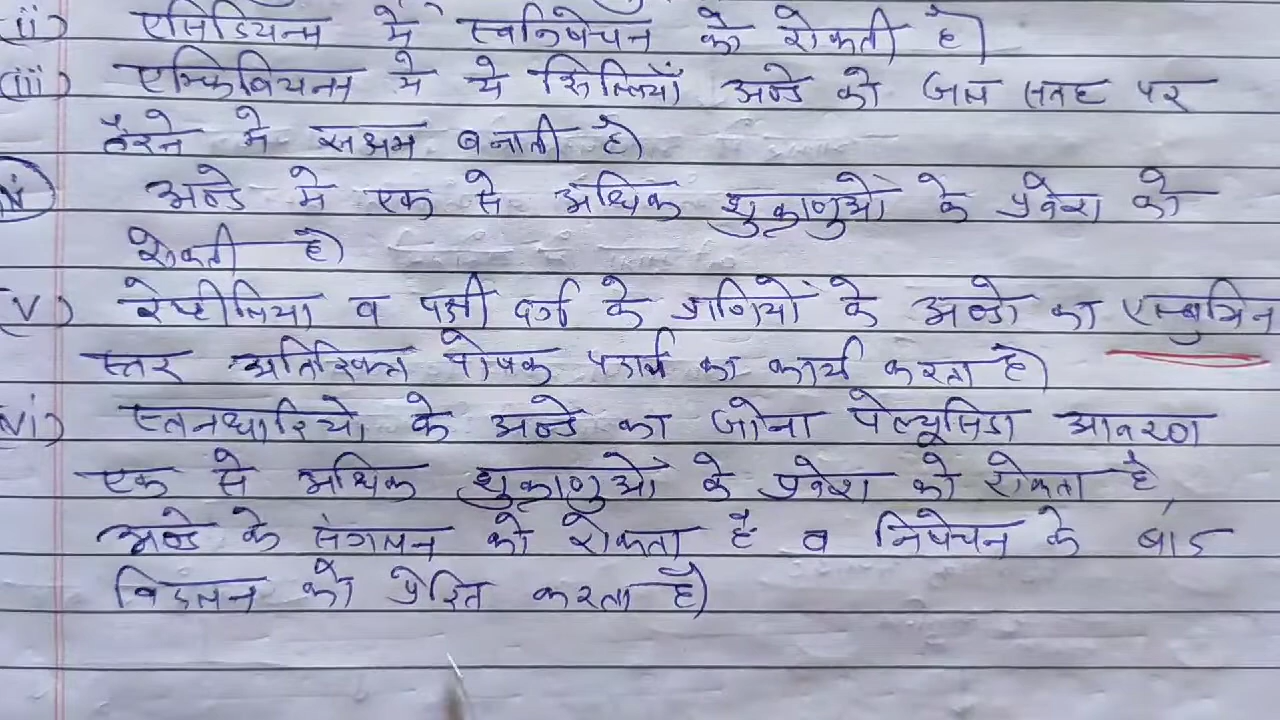 (ii) एसिडियन्स में स्वनिषेचन को रोकती है।
(iii) एम्फिबियनस में ये झिल्लियाँ अण्डे को जल सतह पर
तैरने में सक्षम बनाती है।
iv अण्डे में एक से अधिक शुक्राणुओं के प्रवेश को
रोकती है।
(v) रेप्टीलिया व पक्षी वर्ग के प्राणियों के अण्डो का एल्बुमिन
स्तर अतिरिक्त पोषक पदार्थ का कार्य करता है।
(vi) स्तनधारियों के अण्डे का जोना पेल्यूसिडा आवरण
एक से अधिक शुक्राणुओं के प्रवेश को रोकता है,
अण्डे के संगलन को रोकता है व निषेचन के बाद
विदलन को प्रेरित करता है।